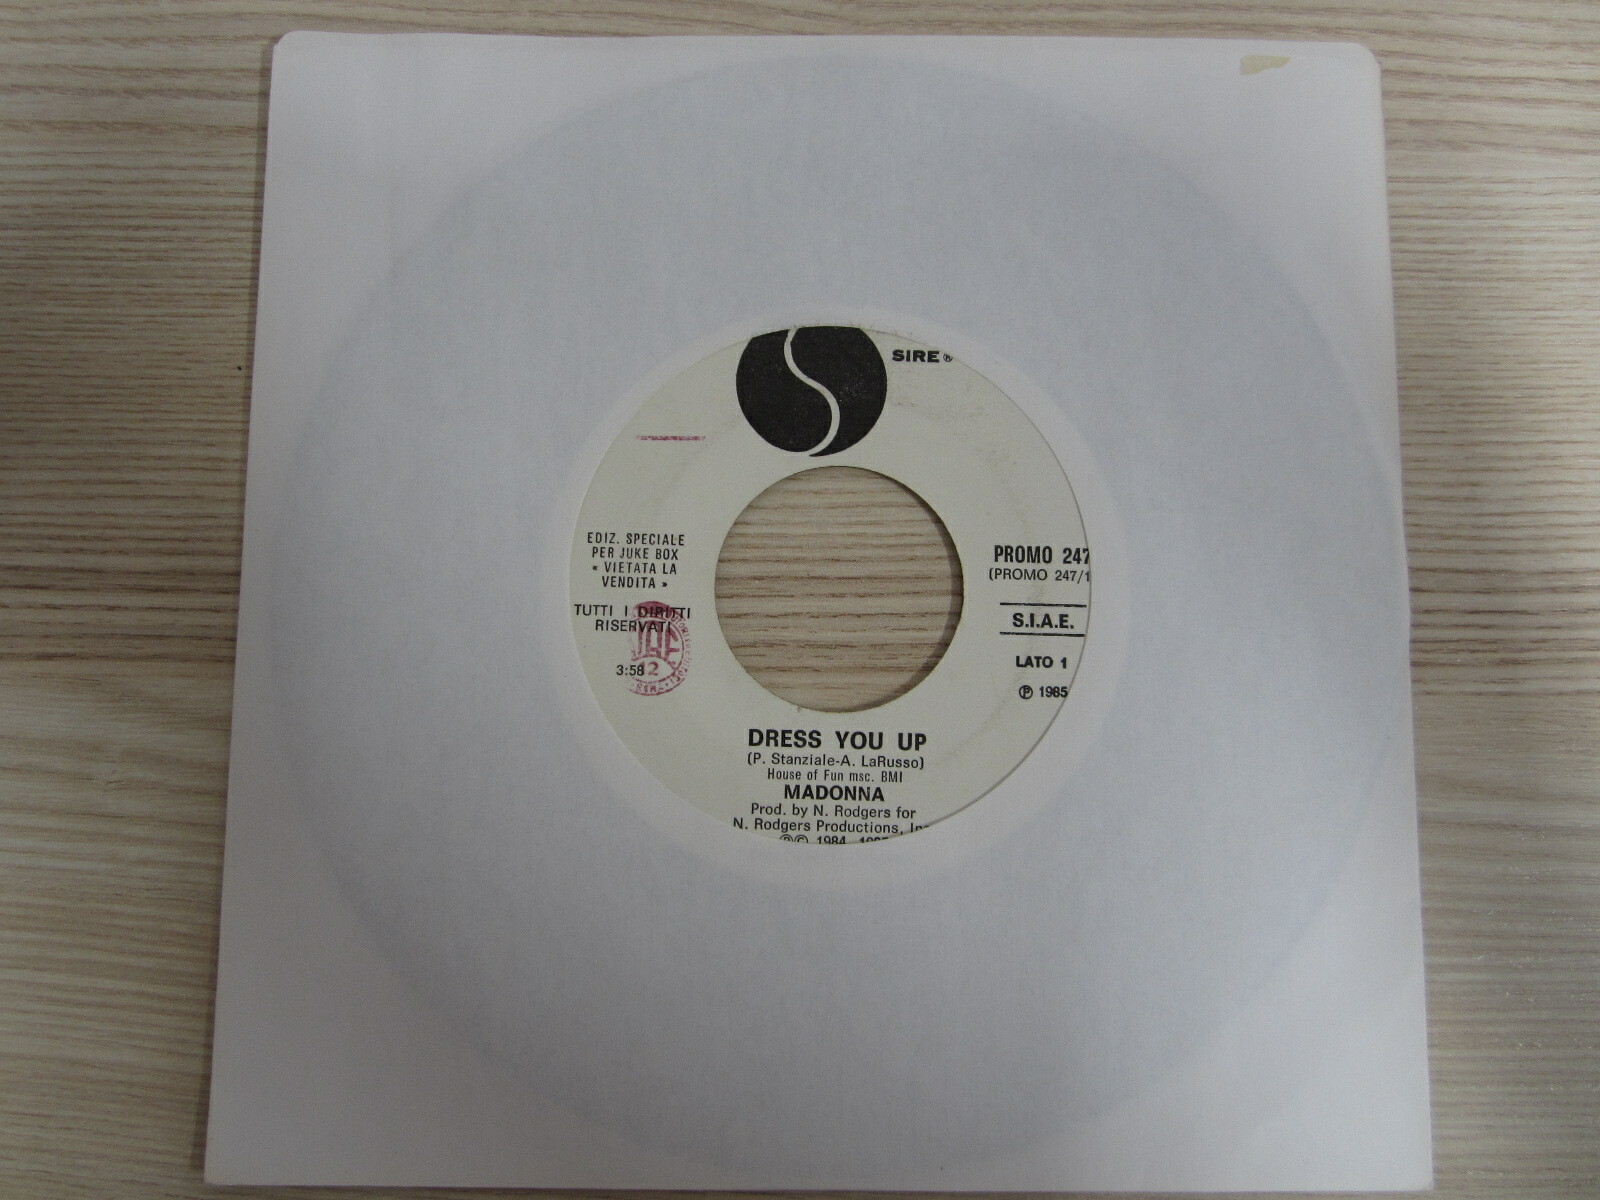 SIRE ®
EDIZ. SPECIALE
PER JUKE BOX
« VIETATA LA
VENDITA »
TUTTI I DIRITTI
RISERVATI
3:58
PROMO 247
(PROMO 247/1
S.I.A.E.
LATO 1
℗ 1985
DRESS YOU UP
(P. Stanziale-A. LaRusso)
House of Fun msc. BMI
MADONNA
Prod. by N. Rodgers for
N. Rodgers Productions,
℗© 1984
12